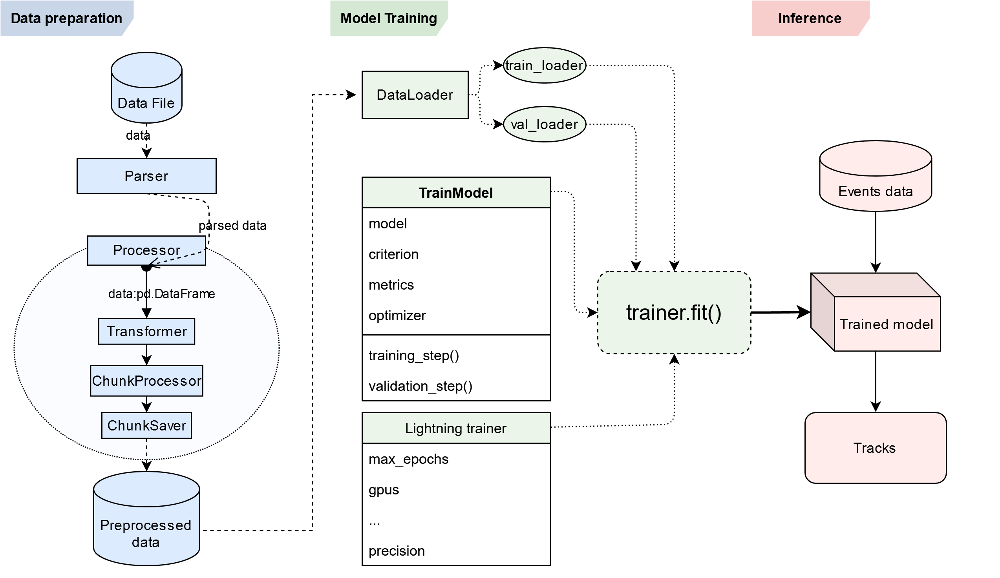 Data preparation
Data File
data
Parser
parsed data
Processor
data:pd.DataFrame
Transformer
ChunkProcessor
ChunkSaver
Preprocessed
data
Model Training
DataLoader
train_loader
val_loader
TrainModel
model
criterion
metrics
optimizer
training_step()
validation_step()
Lightning trainer
max_epochs
gpus
...
precision
trainer.fit()
Inference
Events data
Trained model
Tracks